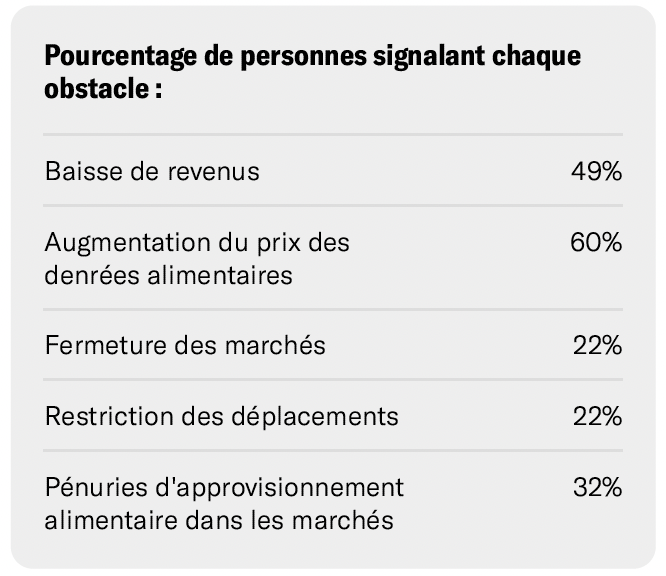 Pourcentage de personnes signalant chaque
obstacle :
Baisse de revenus 49%
Augmentation du prix des 60%
denrées alimentaires
Fermeture des marchés 22%
Restriction des déplacements 22%
Pénuries d'approvisionnement 32%
alimentaire dans les marchés